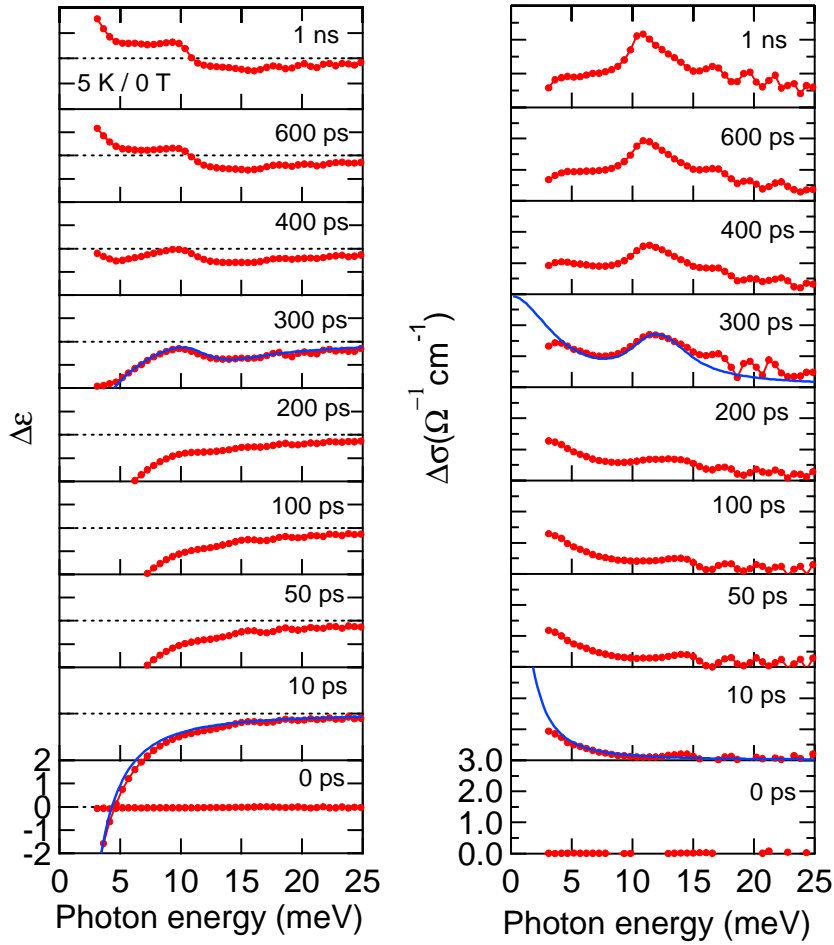 1 ns
5 K / 0 T
600 ps
400 ps
300 ps
200 ps
100 ps
50 ps
10 ps
0 ps
2
1
0
-1
-2
0 5 10 15 20 25
Photon energy (meV)
Δε
1 ns
600 ps
400 ps
300 ps
200 ps
100 ps
50 ps
10 ps
0 ps
3.0
2.0
1.0
0.0
0 5 10 15 20 25
Photon energy (meV)
Δσ(Ω⁻¹ cm⁻¹)